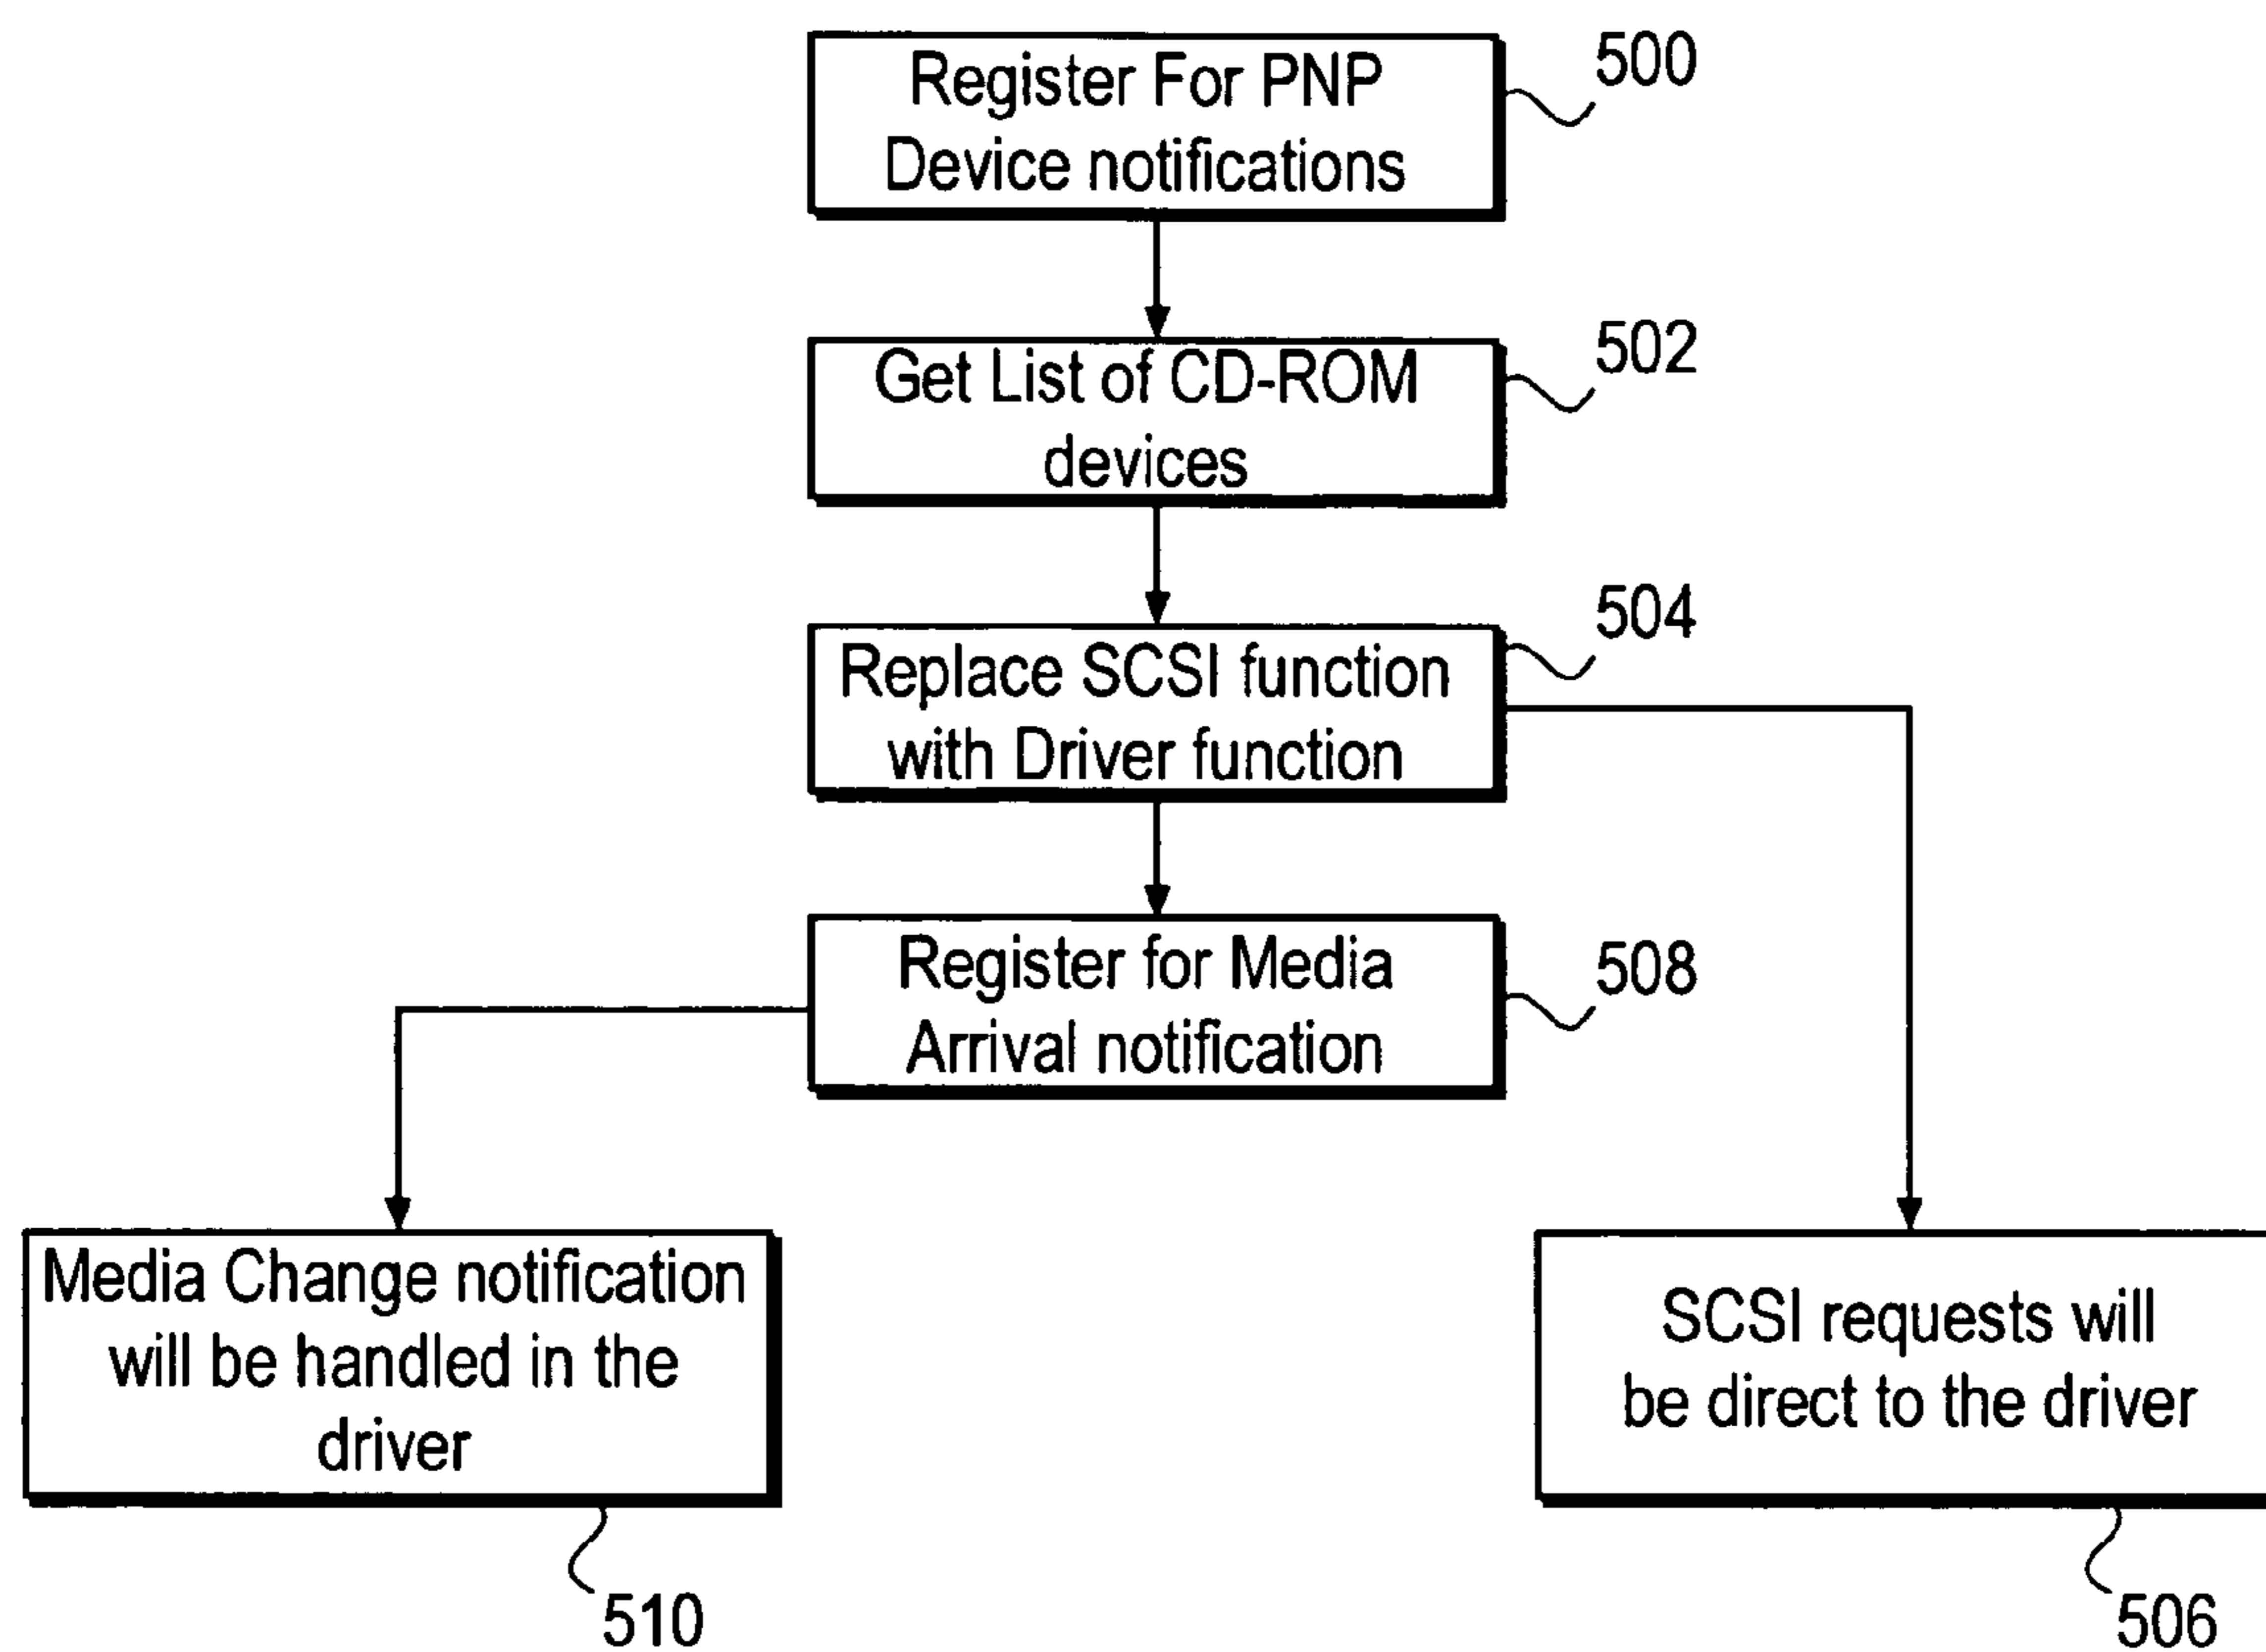 Register For PNP
Device notifications
500
Get List of CD-ROM
devices
502
Replace SCSI function
with Driver function
504
Register for Media
Arrival notification
508
Media Change notification
will be handled in the
driver
510
SCSI requests will
be direct to the driver
506